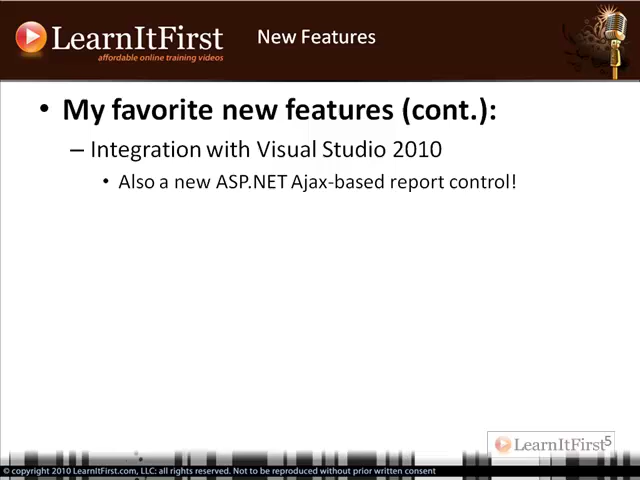 LearnItFirst
affordable online training videos
New Features
• My favorite new features (cont.):
– Integration with Visual Studio 2010
• Also a new ASP.NET Ajax-based report control!
LearnItFirst
5
© copyright 2010 LearnItFirst.com, LLC: all rights reserved. Not to be reproduced without prior written consent